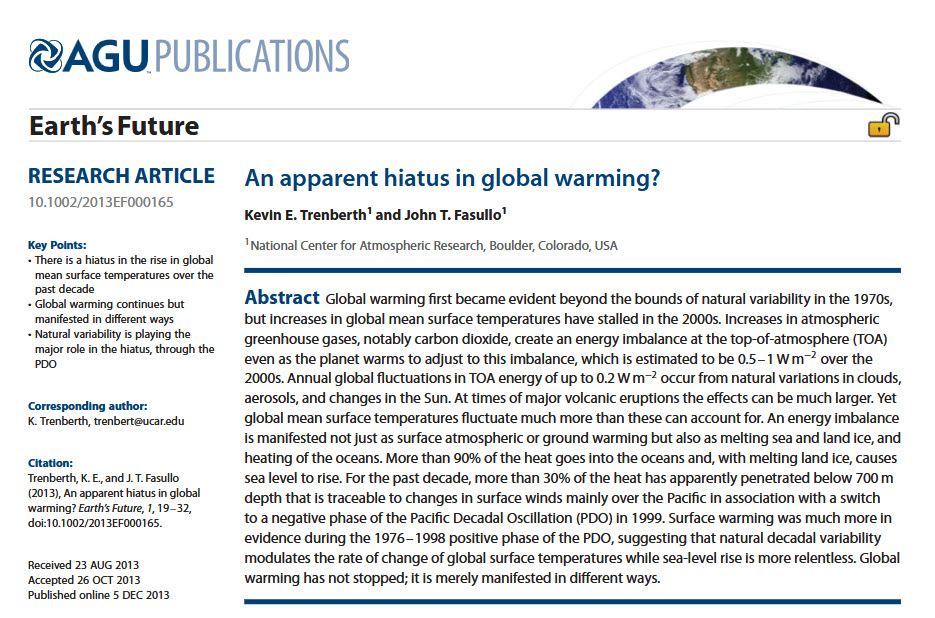 AGU PUBLICATIONS
Earth's Future
RESEARCH ARTICLE
10.1002/2013EF000165
Key Points:
• There is a hiatus in the rise in global
mean surface temperatures over the
past decade
• Global warming continues but
manifested in different ways
• Natural variability is playing the
major role in the hiatus, through the
PDO
Corresponding author:
K. Trenberth, trenbert@ucar.edu
Citation:
Trenberth, K. E., and J. T. Fasullo
(2013), An apparent hiatus in global
warming? Earth's Future, 1, 19–32,
doi:10.1002/2013EF000165.
Received 23 AUG 2013
Accepted 26 OCT 2013
Published online 5 DEC 2013
An apparent hiatus in global warming?
Kevin E. Trenberth¹ and John T. Fasullo¹
¹National Center for Atmospheric Research, Boulder, Colorado, USA
Abstract Global warming first became evident beyond the bounds of natural variability in the 1970s,
but increases in global mean surface temperatures have stalled in the 2000s. Increases in atmospheric
greenhouse gases, notably carbon dioxide, create an energy imbalance at the top-of-atmosphere (TOA)
even as the planet warms to adjust to this imbalance, which is estimated to be 0.5–1 W m⁻² over the
2000s. Annual global fluctuations in TOA energy of up to 0.2 W m⁻² occur from natural variations in clouds,
aerosols, and changes in the Sun. At times of major volcanic eruptions the effects can be much larger. Yet
global mean surface temperatures fluctuate much more than these can account for. An energy imbalance
is manifested not just as surface atmospheric or ground warming but also as melting sea and land ice, and
heating of the oceans. More than 90% of the heat goes into the oceans and, with melting land ice, causes
sea level to rise. For the past decade, more than 30% of the heat has apparently penetrated below 700 m
depth that is traceable to changes in surface winds mainly over the Pacific in association with a switch
to a negative phase of the Pacific Decadal Oscillation (PDO) in 1999. Surface warming was much more in
evidence during the 1976–1998 positive phase of the PDO, suggesting that natural decadal variability
modulates the rate of change of global surface temperatures while sea-level rise is more relentless. Global
warming has not stopped; it is merely manifested in different ways.